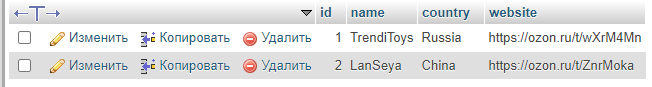 id name country website
Изменить Копировать Удалить 1 TrendiToys Russia https://ozon.ru/t/wXrM4Mn
Изменить Копировать Удалить 2 LanSeya China https://ozon.ru/t/ZnrMoka